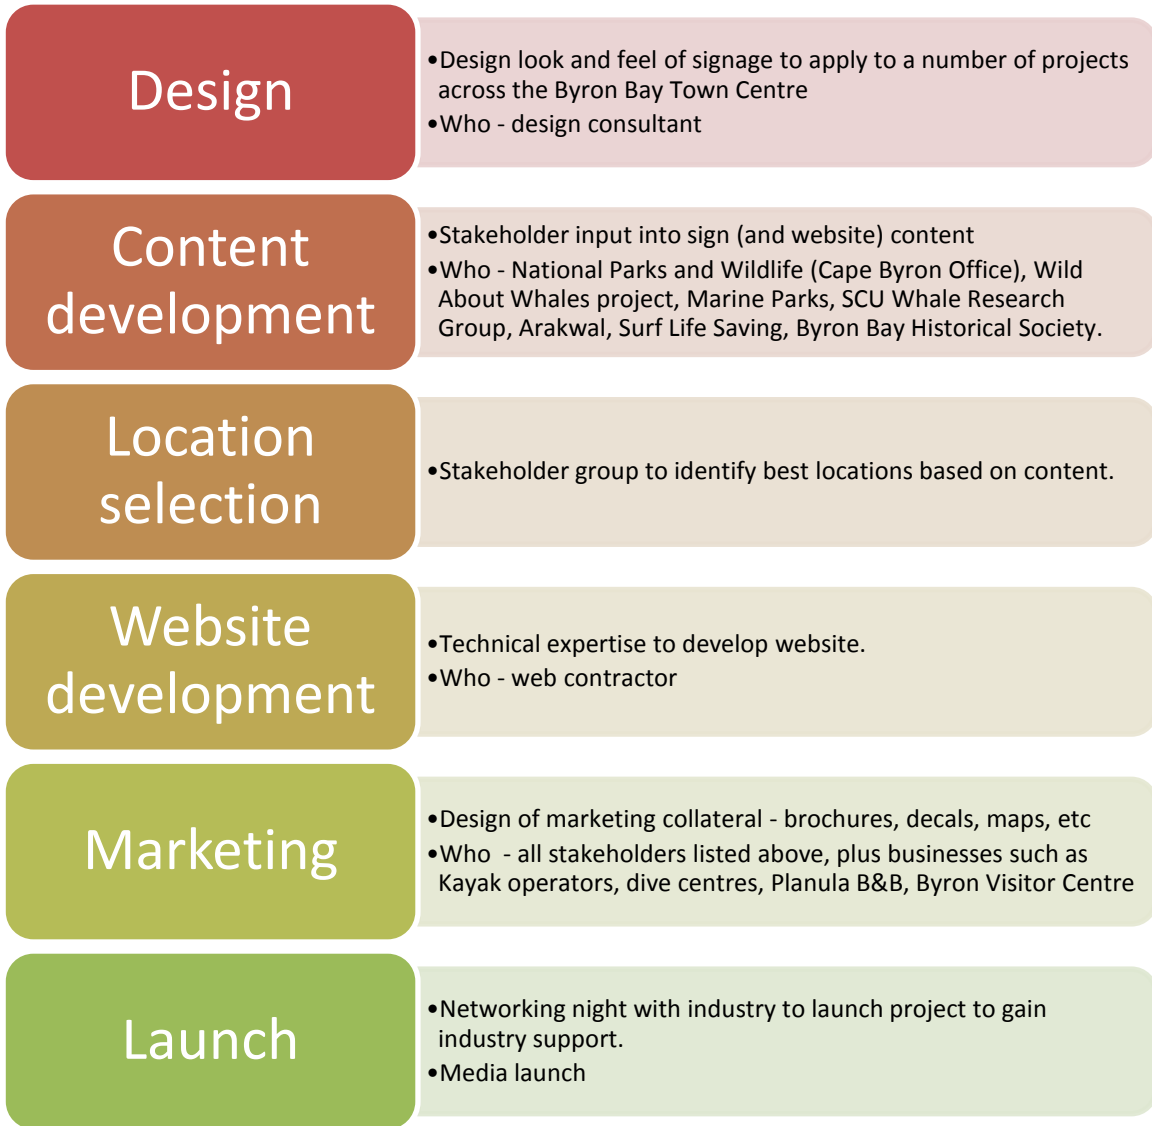 Design
•Design look and feel of signage to apply to a number of projects
across the Byron Bay Town Centre
•Who - design consultant
Content
development
•Stakeholder input into sign (and website) content
•Who - National Parks and Wildlife (Cape Byron Office), Wild
About Whales project, Marine Parks, SCU Whale Research
Group, Arakwal, Surf Life Saving, Byron Bay Historical Society.
Location
selection
•Stakeholder group to identify best locations based on content.
Website
development
•Technical expertise to develop website.
•Who - web contractor
Marketing
•Design of marketing collateral - brochures, decals, maps, etc
•Who  - all stakeholders listed above, plus businesses such as
Kayak operators, dive centres, Planula B&B, Byron Visitor Centre
Launch
•Networking night with industry to launch project to gain
industry support.
•Media launch